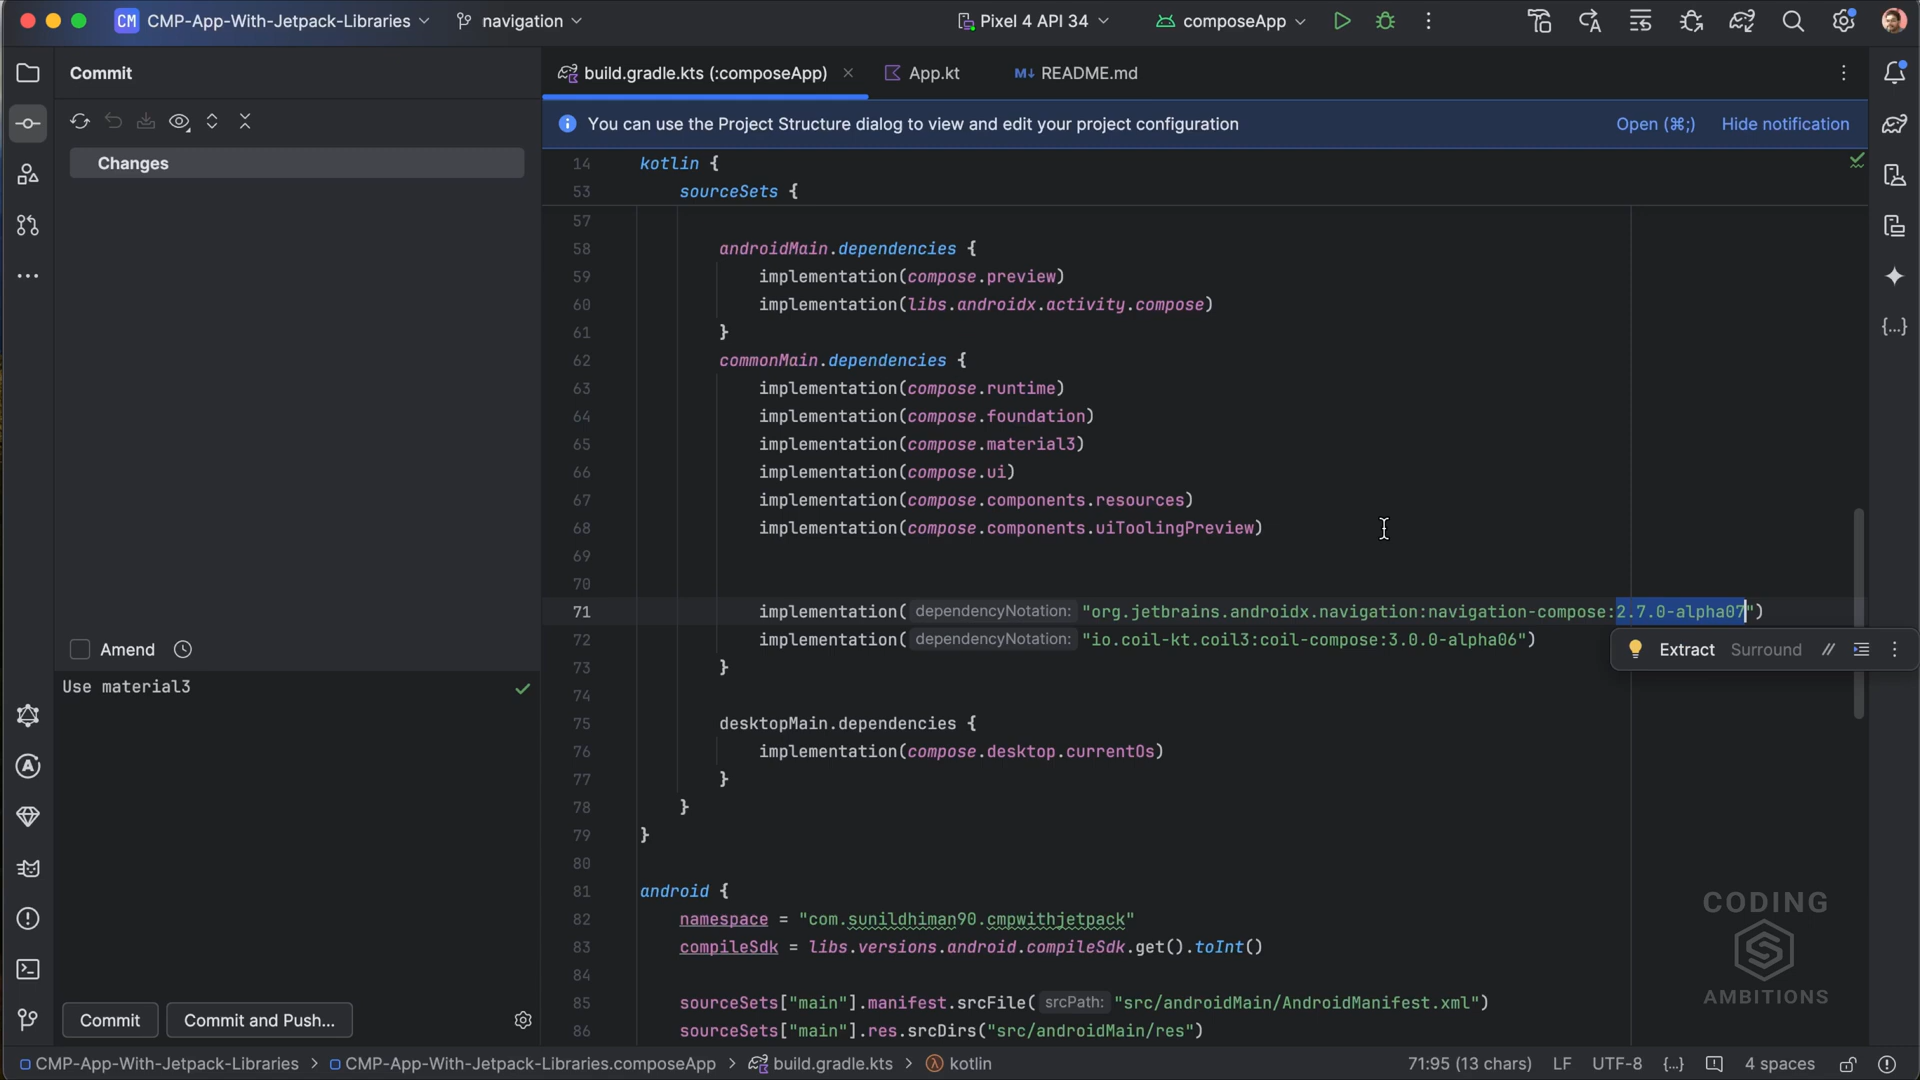 CM CMP-App-With-Jetpack-Libraries navigation Pixel 4 API 34 composeApp
Commit
build.gradle.kts (:composeApp) App.kt M↓ README.md
You can use the Project Structure dialog to view and edit your project configuration Open (⌘;) Hide notification
Changes
14 kotlin {
53 sourceSets {
57
58 androidMain.dependencies {
59 implementation(compose.preview)
60 implementation(libs.androidx.activity.compose)
61 }
62 commonMain.dependencies {
63 implementation(compose.runtime)
64 implementation(compose.foundation)
65 implementation(compose.material3)
66 implementation(compose.ui)
67 implementation(compose.components.resources)
68 implementation(compose.components.uiToolingPreview)
69
70
71 implementation( dependencyNotation: "org.jetbrains.androidx.navigation:navigation-compose:2.7.0-alpha07")
72 implementation( dependencyNotation: "io.coil-kt.coil3:coil-compose:3.0.0-alpha06")
Extract Surround //
73 }
74
75 desktopMain.dependencies {
76 implementation(compose.desktop.currentOs)
77 }
78 }
79 }
80
81 android {
82 namespace = "com.sunildhiman90.cmpwithjetpack"
83 compileSdk = libs.versions.android.compileSdk.get().toInt()
84
85 sourceSets["main"].manifest.srcFile( srcPath: "src/androidMain/AndroidManifest.xml")
86 sourceSets["main"].res.srcDirs("src/androidMain/res")
Amend
Use material3
Commit Commit and Push...
CODING
AMBITIONS
CMP-App-With-Jetpack-Libraries > CMP-App-With-Jetpack-Libraries.composeApp > build.gradle.kts > kotlin 71:95 (13 chars) LF UTF-8 {..} 4 spaces